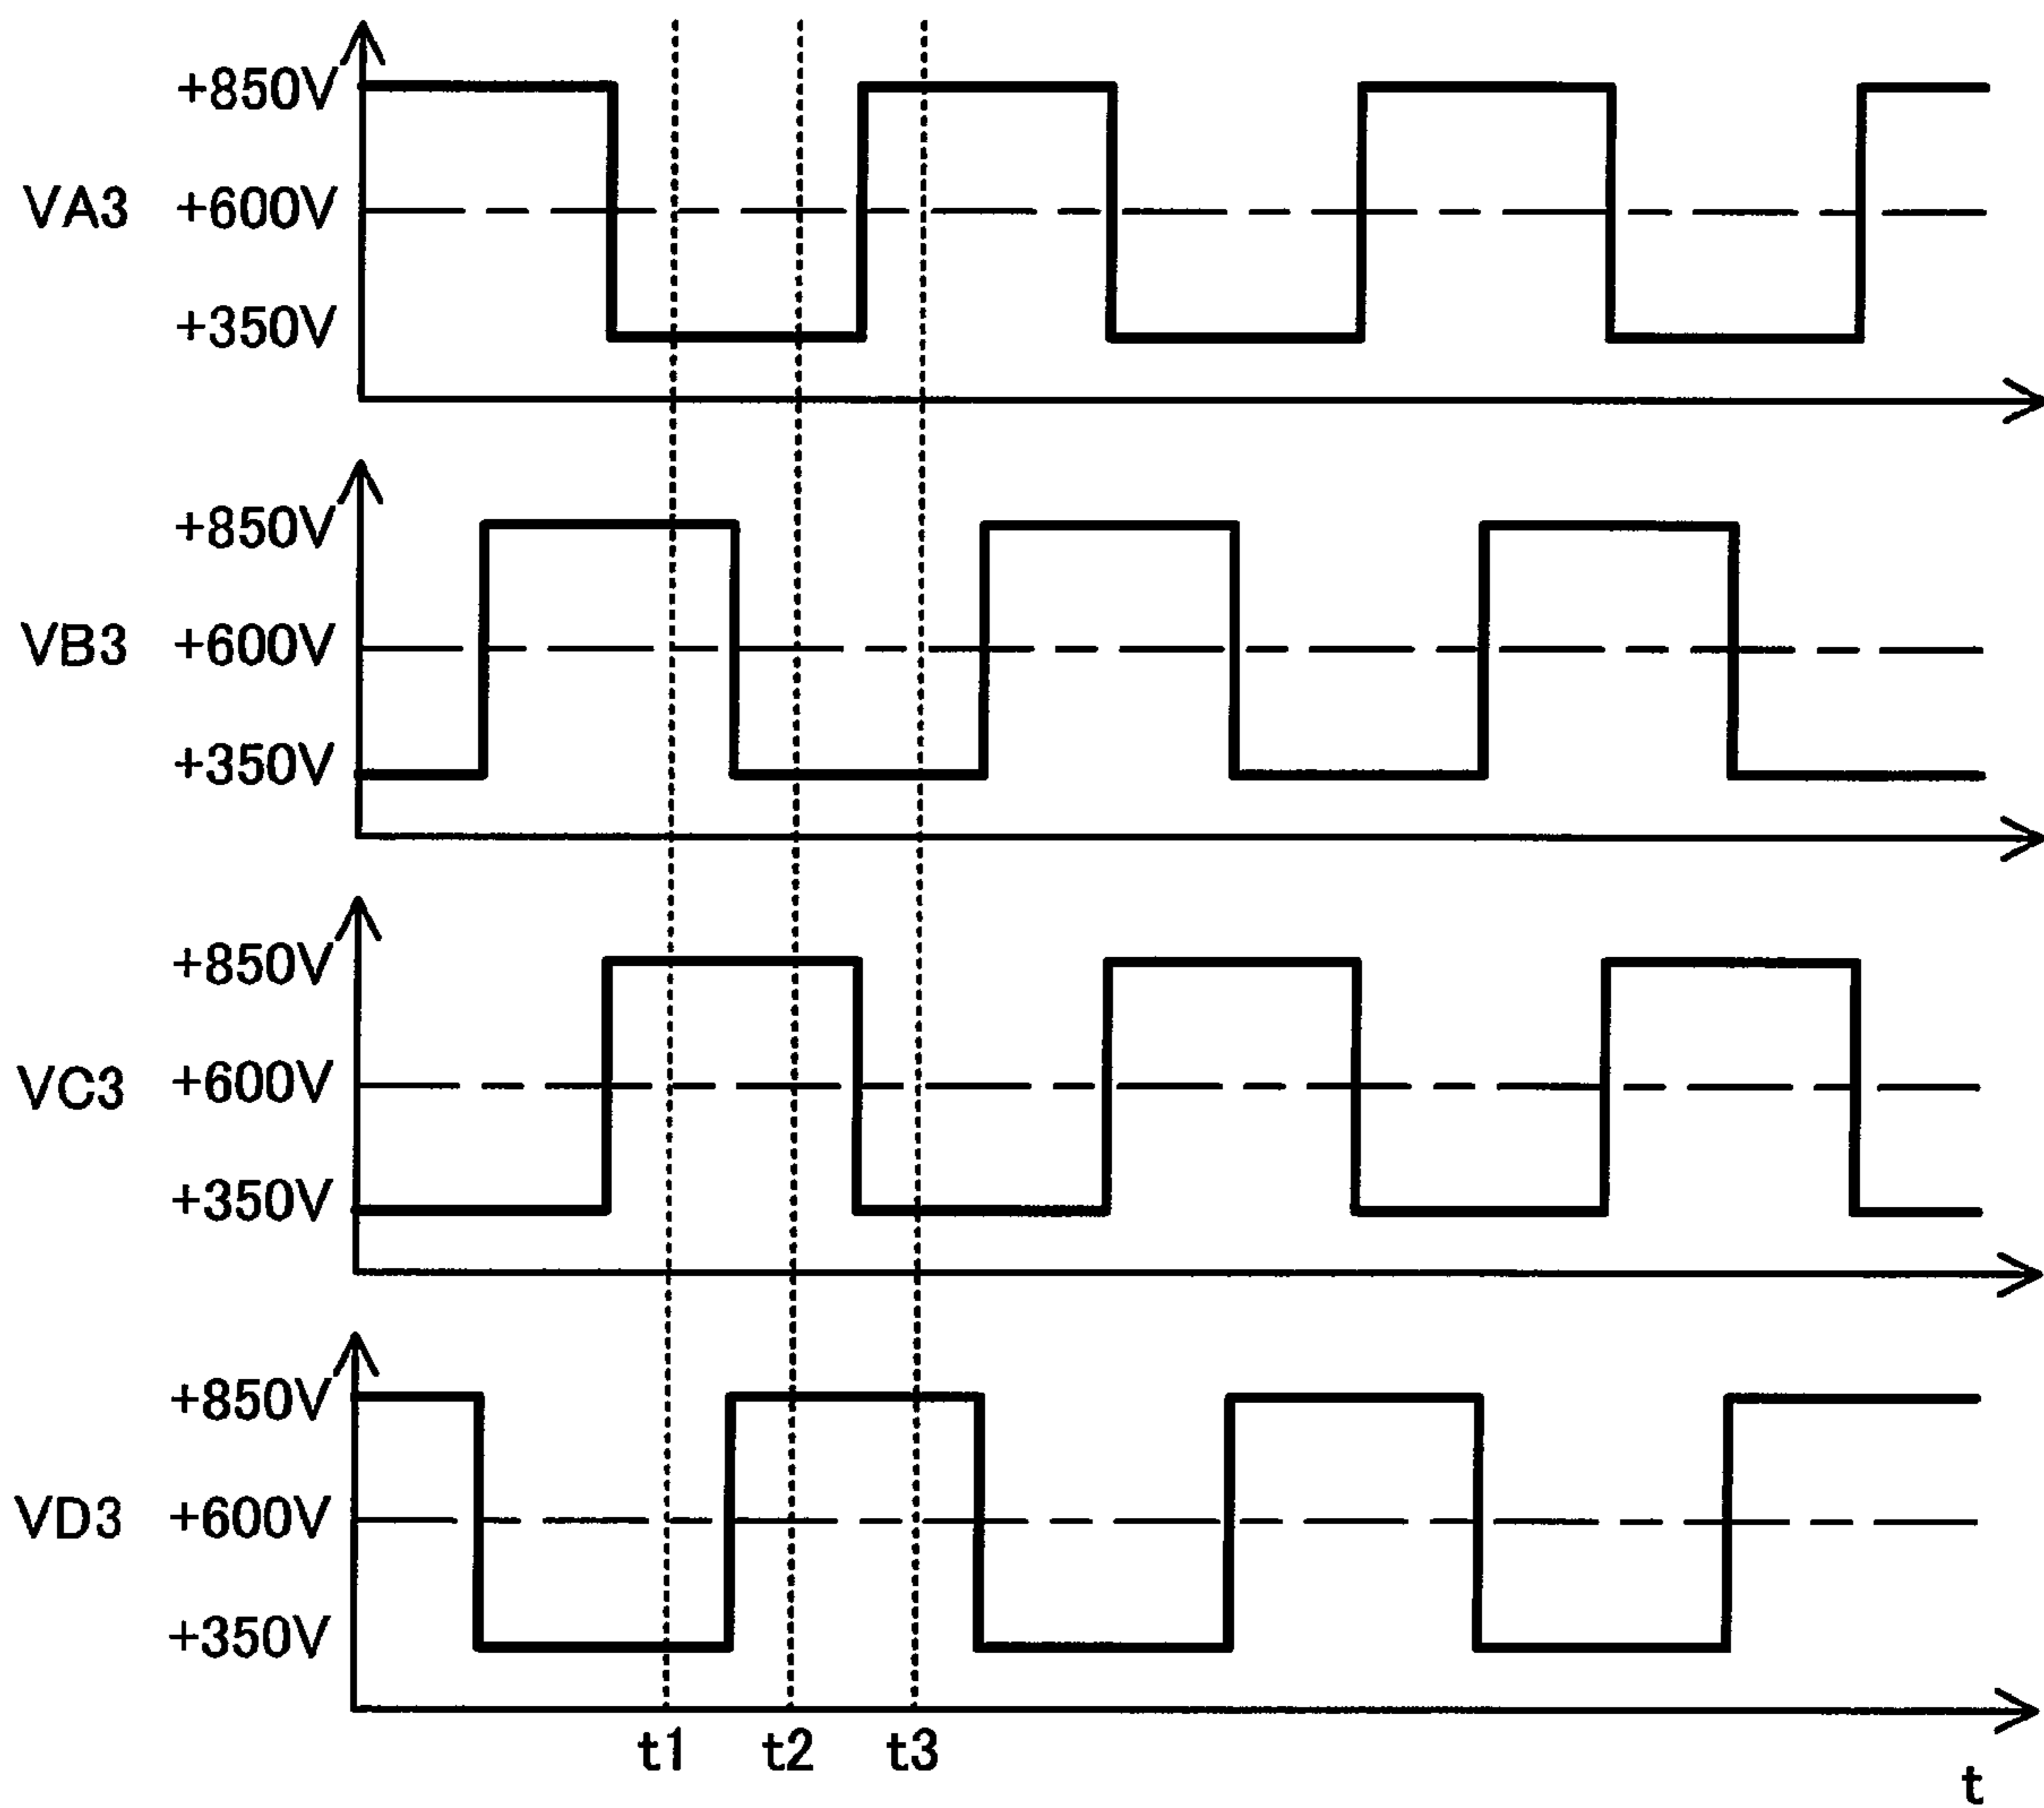 +850V
VA3 +600V
+350V
+850V
VB3 +600V
+350V
+850V
VC3 +600V
+350V
+850V
VD3 +600V
+350V
t1 t2 t3
t